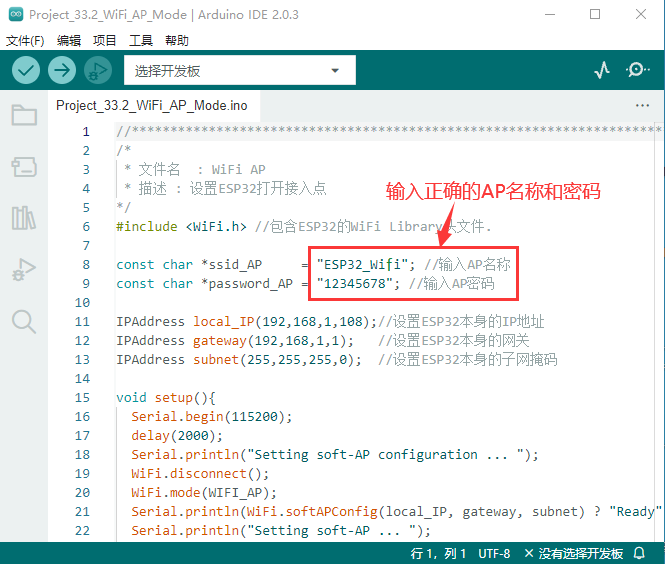 Project_33.2_WiFi_AP_Mode | Arduino IDE 2.0.3
文件(F) 编辑 项目 工具 帮助
选择开发板
Project_33.2_WiFi_AP_Mode.ino
1 //**********************************************************************
2 /*
3 * 文件名 : WiFi AP
4 * 描述 : 设置ESP32打开接入点
输入正确的AP名称和密码
5 */
6 #include <WiFi.h> //包含ESP32的WiFi Library头文件.
7
8 const char *ssid_AP = "ESP32_Wifi"; //输入AP名称
9 const char *password_AP = "12345678"; //输入AP密码
10
11 IPAddress local_IP(192,168,1,108);//设置ESP32本身的IP地址
12 IPAddress gateway(192,168,1,1); //设置ESP32本身的网关
13 IPAddress subnet(255,255,255,0); //设置ESP32本身的子网掩码
14
15 void setup(){
16 Serial.begin(115200);
17 delay(2000);
18 Serial.println("Setting soft-AP configuration ... ");
19 WiFi.disconnect();
20 WiFi.mode(WIFI_AP);
21 Serial.println(WiFi.softAPConfig(local_IP, gateway, subnet) ? "Ready"
22 Serial.println("Setting soft-AP ... ");
行 1，列 1 UTF-8 没有选择开发板